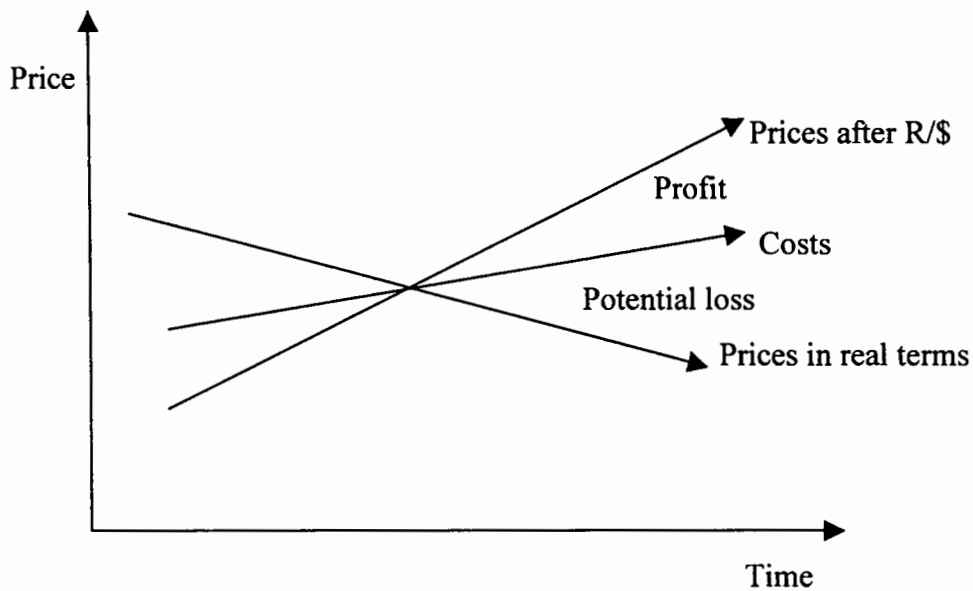 Price
Prices after R/$
Profit
Costs
Potential loss
Prices in real terms
Time